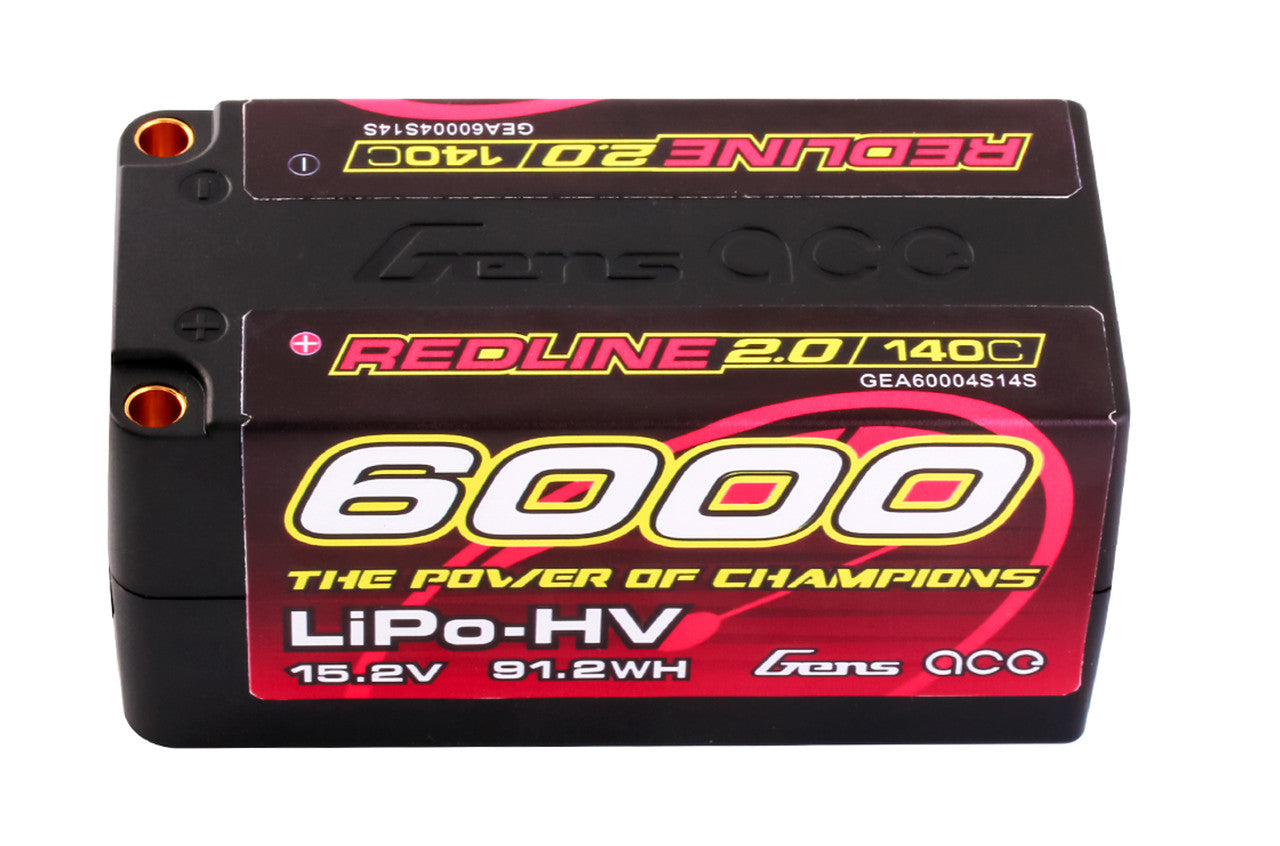 GEA60004S14S
⊖ REDLINE 2.0 / 140C
−
Gens ace
+
+ REDLINE 2.0 / 140C
GEA60004S14S
6000
THE POWER OF CHAMPIONS
LiPo-HV
15.2V 91.2WH Gens ace